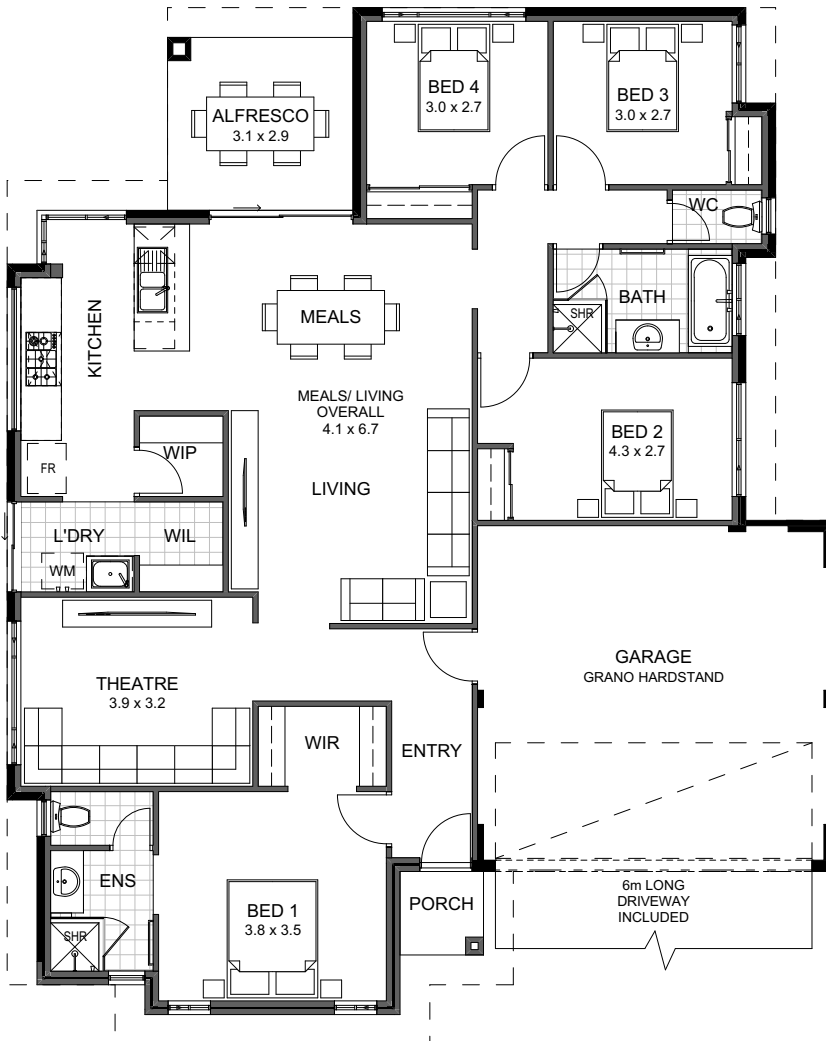 BED 4
3.0 x 2.7
BED 3
3.0 x 2.7
ALFRESCO
3.1 x 2.9
WC
BATH
SHR
KITCHEN
MEALS
MEALS/ LIVING
OVERALL
4.1 x 6.7
BED 2
4.3 x 2.7
WIP
FR
LIVING
L'DRY
WIL
WM
GARAGE
GRANO HARDSTAND
THEATRE
3.9 x 3.2
WIR
ENTRY
ENS
SHR
BED 1
3.8 x 3.5
PORCH
6m LONG
DRIVEWAY
INCLUDED